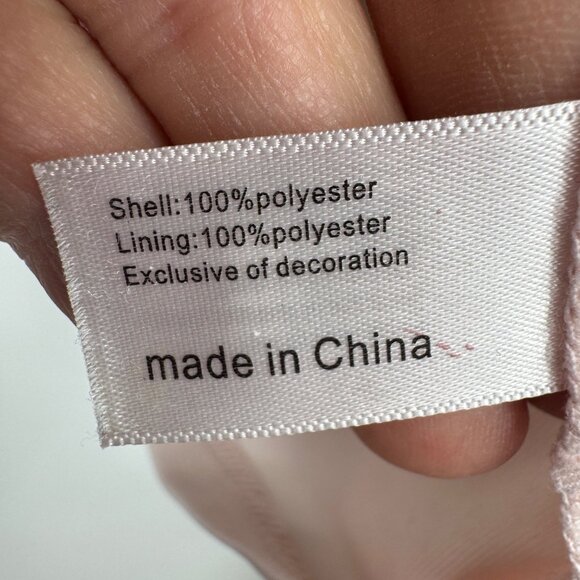 Shell:100%polyester
Lining:100%polyester
Exclusive of decoration
made in China